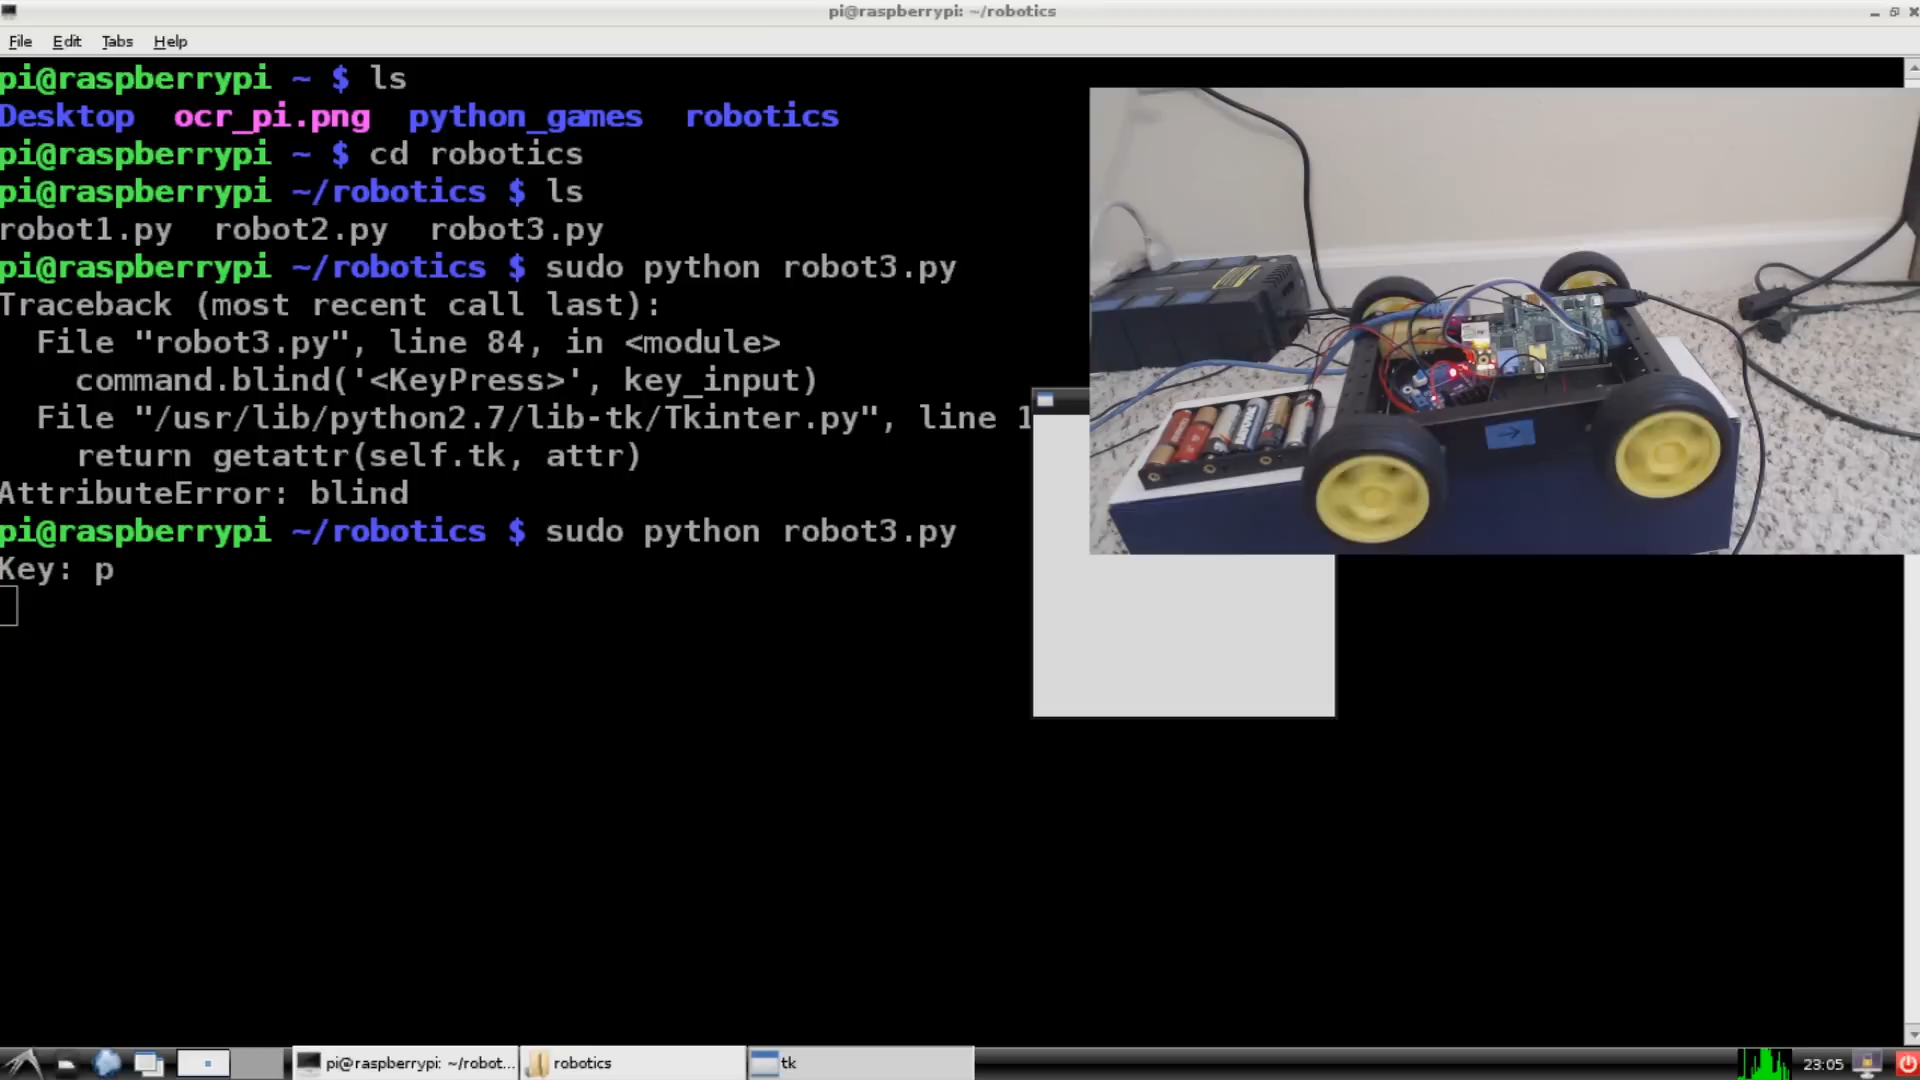 pi@raspberrypi: ~/robotics
File Edit Tabs Help
pi@raspberrypi ~ $ ls
Desktop ocr_pi.png python_games robotics
pi@raspberrypi ~ $ cd robotics
pi@raspberrypi ~/robotics $ ls
robot1.py robot2.py robot3.py
pi@raspberrypi ~/robotics $ sudo python robot3.py
Traceback (most recent call last):
File "robot3.py", line 84, in <module>
command.blind('<KeyPress>', key_input)
File "/usr/lib/python2.7/lib-tk/Tkinter.py", line 1
return getattr(self.tk, attr)
AttributeError: blind
pi@raspberrypi ~/robotics $ sudo python robot3.py
Key: p
pi@raspberrypi: ~/robot... robotics tk 23:05